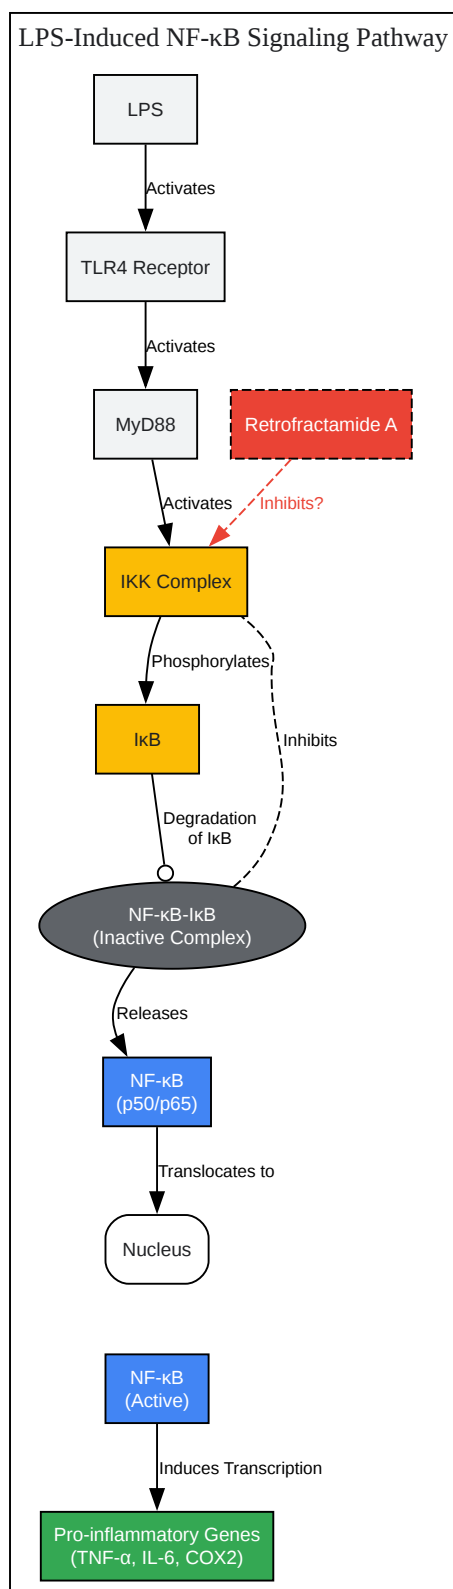 LPS-Induced NF-κB Signaling Pathway
LPS
Activates
TLR4 Receptor
Activates
MyD88
Retrofractamide A
Activates
Inhibits?
IKK Complex
Phosphorylates
IκB
Inhibits
Degradation
of IκB
NF-κB-IκB
(Inactive Complex)
Releases
NF-κB
(p50/p65)
Translocates to
Nucleus
NF-κB
(Active)
Induces Transcription
Pro-inflammatory Genes
(TNF-α, IL-6, COX2)